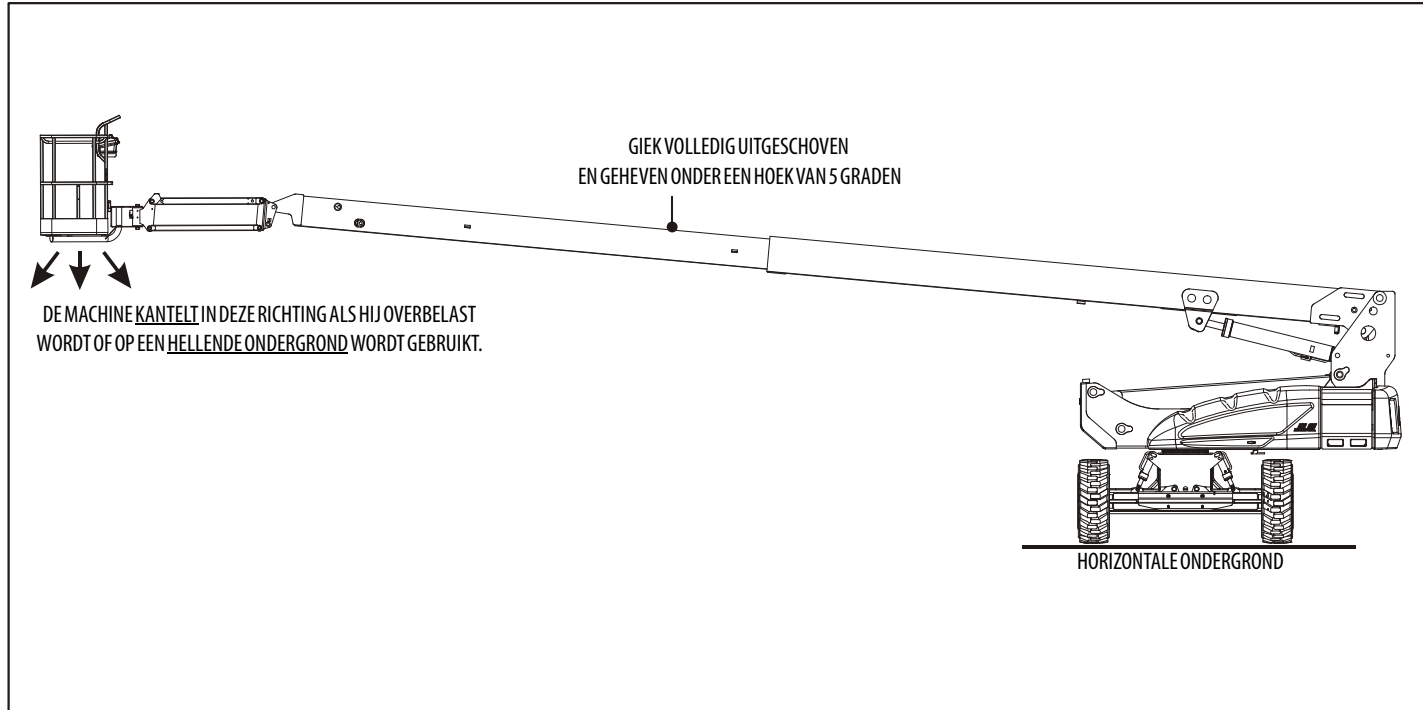 GIEK VOLLEDIG UITGESCHOVEN
EN GEHEVEN ONDER EEN HOEK VAN 5 GRADEN
DE MACHINE KANTELT IN DEZE RICHTING ALS HIJ OVERBELAST
WORDT OF OP EEN HELLENDE ONDERGROND WORDT GEBRUIKT.
JLG
HORIZONTALE ONDERGROND